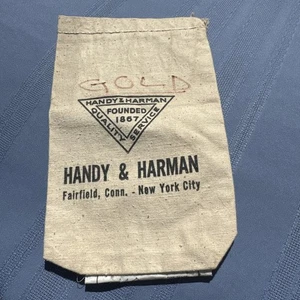 GOLD
HANDY & HARMAN
FOUNDED
1867
QUALITY
SERVICE
HANDY & HARMAN
Fairfield, Conn. - New York City